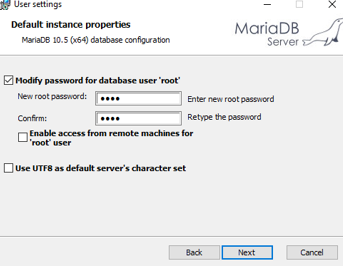 User settings
Default instance properties
MariaDB 10.5 (x64) database configuration
MariaDB
Server
Modify password for database user 'root'
New root password:
Enter new root password
Confirm:
Retype the password
Enable access from remote machines for
'root' user
Use UTF8 as default server's character set
Back
Next
Cancel